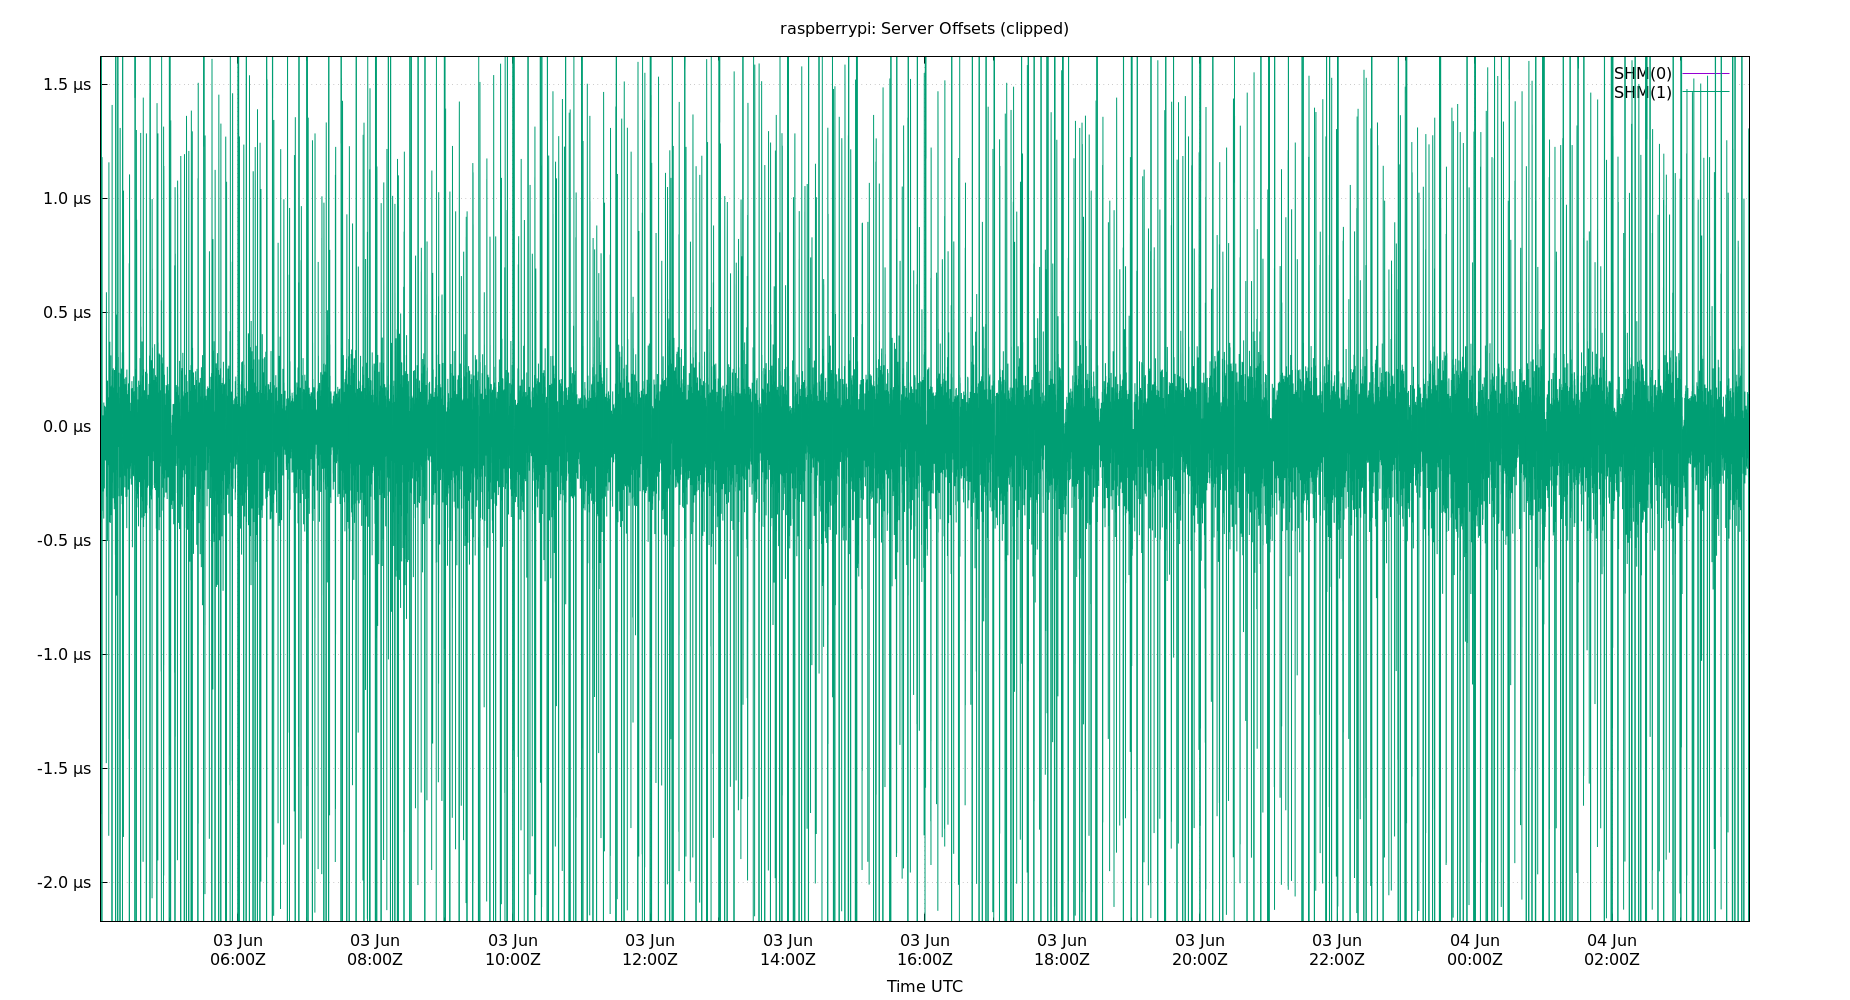 raspberrypi: Server Offsets (clipped)
SHM(0)
SHM(1)
1.5 µs
1.0 µs
0.5 µs
0.0 µs
-0.5 µs
-1.0 µs
-1.5 µs
-2.0 µs
03 Jun 03 Jun 03 Jun 03 Jun 03 Jun 03 Jun 03 Jun 03 Jun 03 Jun 04 Jun 04 Jun
06:00Z 08:00Z 10:00Z 12:00Z 14:00Z 16:00Z 18:00Z 20:00Z 22:00Z 00:00Z 02:00Z
Time UTC